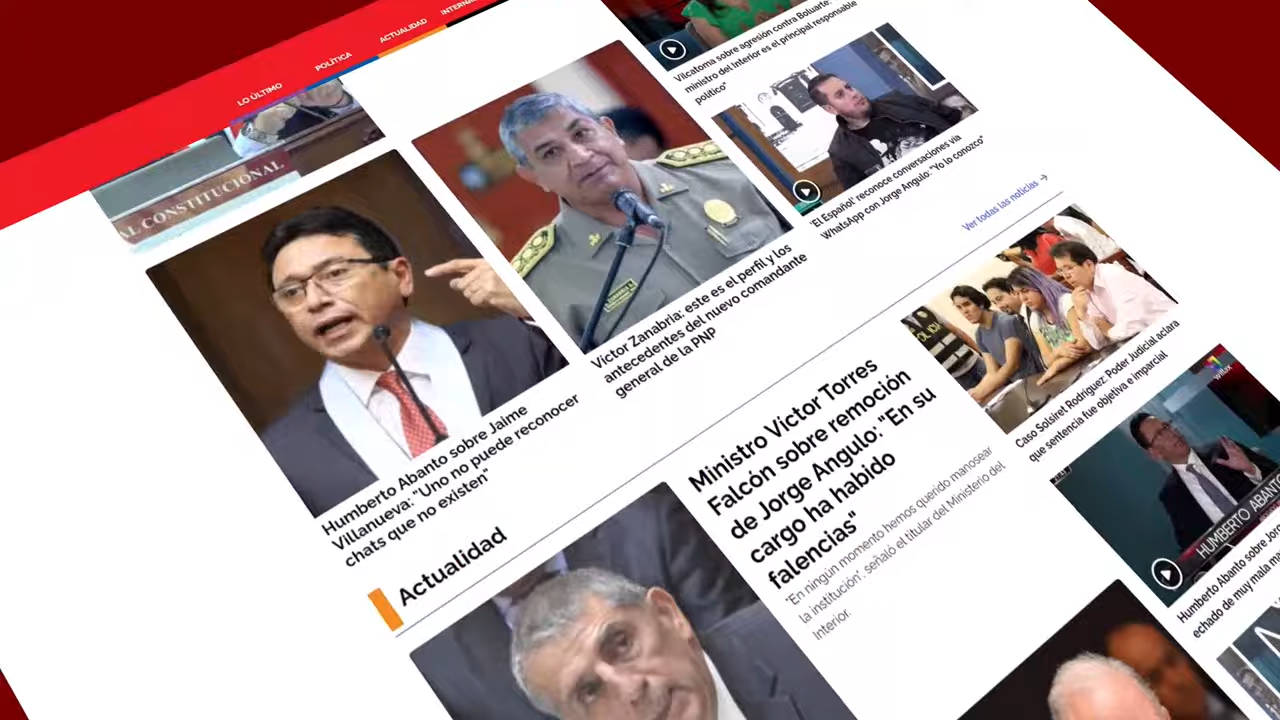 LO ÚLTIMO
POLÍTICA
ACTUALIDAD
AL CONSTITUCIONAL
Humberto Abanto sobre Jaime
Villanueva: "Uno no puede reconocer
chats que no existen"
Víctor Zanabria: este es el perfil y los
antecedentes del nuevo comandante
general de la PNP
Vilcatoma sobre agresión contra Boluarte:
ministro del Interior es el principal responsable
político"
'El Español' reconoce conversaciones vía
WhatsApp con Jorge Angulo: "Yo lo conozco"
Ver todas las noticias →
Actualidad
Ministro Víctor Torres
Falcón sobre remoción
de Jorge Angulo: "En su
cargo ha habido
falencias"
"En ningún momento hemos querido manosear
la institución", señaló el titular del Ministerio del
Interior.
Caso Solsiret Rodríguez: Poder Judicial aclara
que sentencia fue objetiva e imparcial
willax
HUMBERTO ABANTO
Humberto Abanto sobre Jor
echado de muy mala m